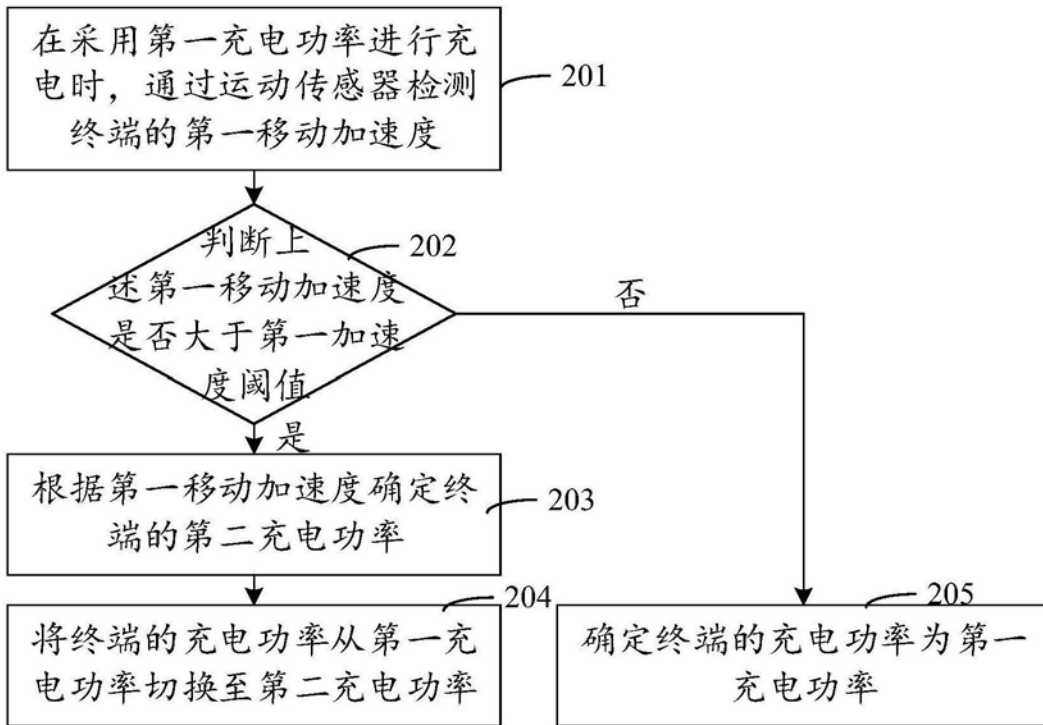 在采用第一充电功率进行充
电时，通过运动传感器检测
终端的第一移动加速度
201
判断上
述第一移动加速度
是否大于第一加速
度阈值
202
否
是
根据第一移动加速度确定终
端的第二充电功率
203
将终端的充电功率从第一充
电功率切换至第二充电功率
204
确定终端的充电功率为第一
充电功率
205